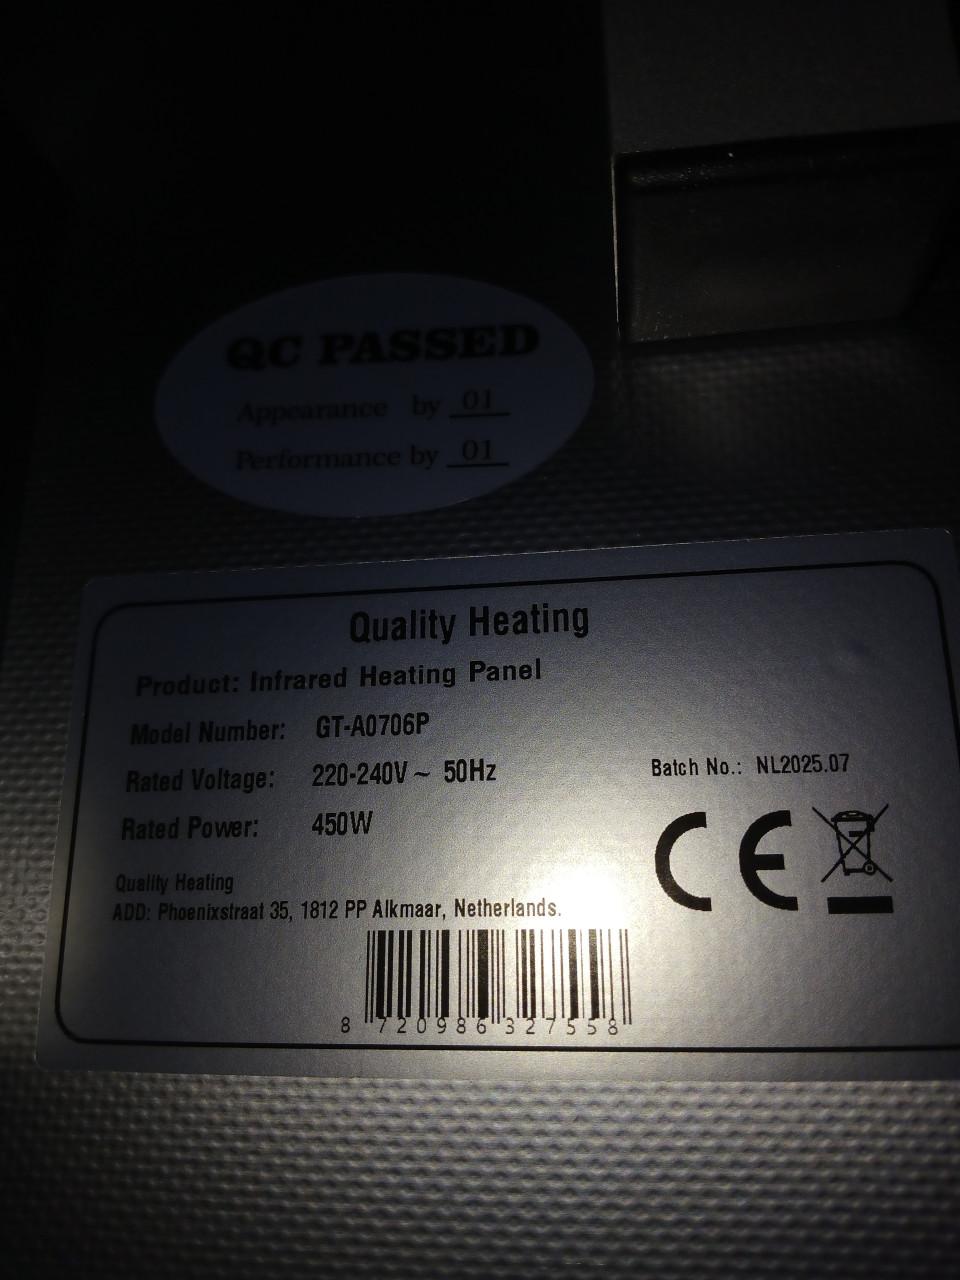 QC PASSED
Appearance by 01
Performance by 01
Quality Heating
Product: Infrared Heating Panel
Model Number: GT-A0706P
Rated Voltage: 220-240V ~ 50Hz
Batch No.: NL2025.07
Rated Power: 450W
CE
Quality Heating
ADD: Phoenixstraat 35, 1812 PP Alkmaar, Netherlands.
8 720986 327558